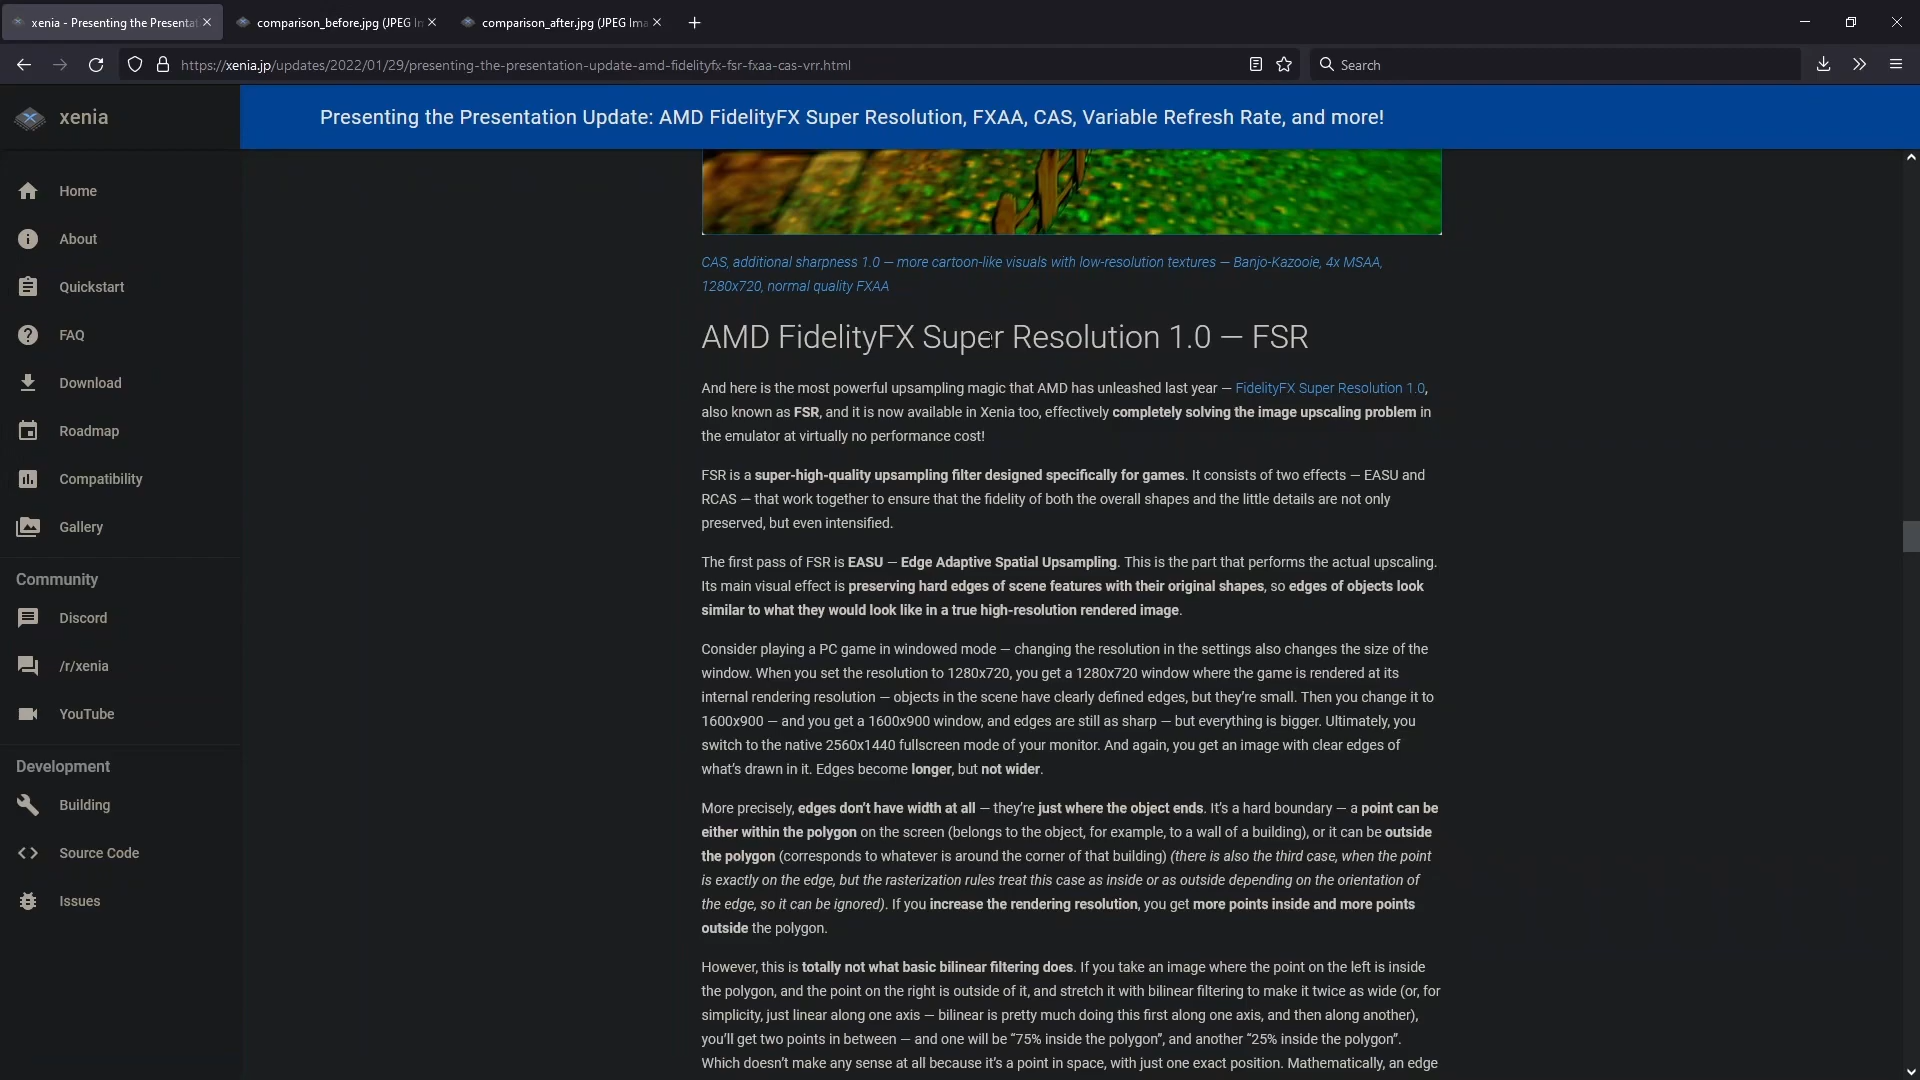 xenia - Presenting the Presentat
comparison_before.jpg (JPEG Im
comparison_after.jpg (JPEG Ima
https://xenia.jp/updates/2022/01/29/presenting-the-presentation-update-amd-fidelityfx-fsr-fxaa-cas-vrr.html
Search
xenia
Presenting the Presentation Update: AMD FidelityFX Super Resolution, FXAA, CAS, Variable Refresh Rate, and more!
Home
About
Quickstart
FAQ
Download
Roadmap
Compatibility
Gallery
Community
Discord
/r/xenia
YouTube
Development
Building
Source Code
Issues
CAS, additional sharpness 1.0 — more cartoon-like visuals with low-resolution textures — Banjo-Kazooie, 4x MSAA,
1280x720, normal quality FXAA
AMD FidelityFX Super Resolution 1.0 — FSR
And here is the most powerful upsampling magic that AMD has unleashed last year — FidelityFX Super Resolution 1.0,
also known as FSR, and it is now available in Xenia too, effectively completely solving the image upscaling problem in
the emulator at virtually no performance cost!
FSR is a super-high-quality upsampling filter designed specifically for games. It consists of two effects — EASU and
RCAS — that work together to ensure that the fidelity of both the overall shapes and the little details are not only
preserved, but even intensified.
The first pass of FSR is EASU — Edge Adaptive Spatial Upsampling. This is the part that performs the actual upscaling.
Its main visual effect is preserving hard edges of scene features with their original shapes, so edges of objects look
similar to what they would look like in a true high-resolution rendered image.
Consider playing a PC game in windowed mode — changing the resolution in the settings also changes the size of the
window. When you set the resolution to 1280x720, you get a 1280x720 window where the game is rendered at its
internal rendering resolution — objects in the scene have clearly defined edges, but they’re small. Then you change it to
1600x900 — and you get a 1600x900 window, and edges are still as sharp — but everything is bigger. Ultimately, you
switch to the native 2560x1440 fullscreen mode of your monitor. And again, you get an image with clear edges of
what’s drawn in it. Edges become longer, but not wider.
More precisely, edges don’t have width at all — they’re just where the object ends. It’s a hard boundary — a point can be
either within the polygon on the screen (belongs to the object, for example, to a wall of a building), or it can be outside
the polygon (corresponds to whatever is around the corner of that building) (there is also the third case, when the point
is exactly on the edge, but the rasterization rules treat this case as inside or as outside depending on the orientation of
the edge, so it can be ignored). If you increase the rendering resolution, you get more points inside and more points
outside the polygon.
However, this is totally not what basic bilinear filtering does. If you take an image where the point on the left is inside
the polygon, and the point on the right is outside of it, and stretch it with bilinear filtering to make it twice as wide (or, for
simplicity, just linear along one axis — bilinear is pretty much doing this first along one axis, and then along another),
you’ll get two points in between — and one will be “75% inside the polygon”, and another “25% inside the polygon”.
Which doesn’t make any sense at all because it’s a point in space, with just one exact position. Mathematically, an edge